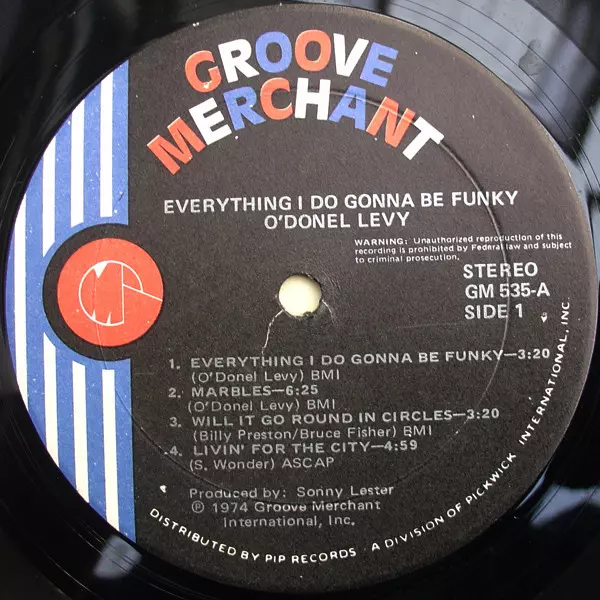 GROOVE
MERCHANT
EVERYTHING I DO GONNA BE FUNKY
O'DONEL LEVY
WARNING: Unauthorized reproduction of this
recording is prohibited by Federal law and subject
to criminal prosecution.
STEREO
GM 535-A
SIDE 1
1. EVERYTHING I DO GONNA BE FUNKY—3:20
(O'Donel Levy) BMI
2. MARBLES—6:25
(O'Donel Levy) BMI
3. WILL IT GO ROUND IN CIRCLES—3:20
(Billy Preston/Bruce Fisher) BMI
4. LIVIN' FOR THE CITY—4:59
(S. Wonder) ASCAP
Produced by: Sonny Lester
℗ 1974 Groove Merchant
International, Inc.
DISTRIBUTED BY PIP RECORDS · A DIVISION OF PICKWICK INTERNATIONAL, INC.